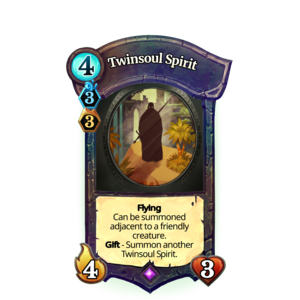 4
Twinsoul Spirit
3
3
Flying
Can be summoned
adjacent to a friendly
creature.
Gift - Summon another
Twinsoul Spirit.
4
3